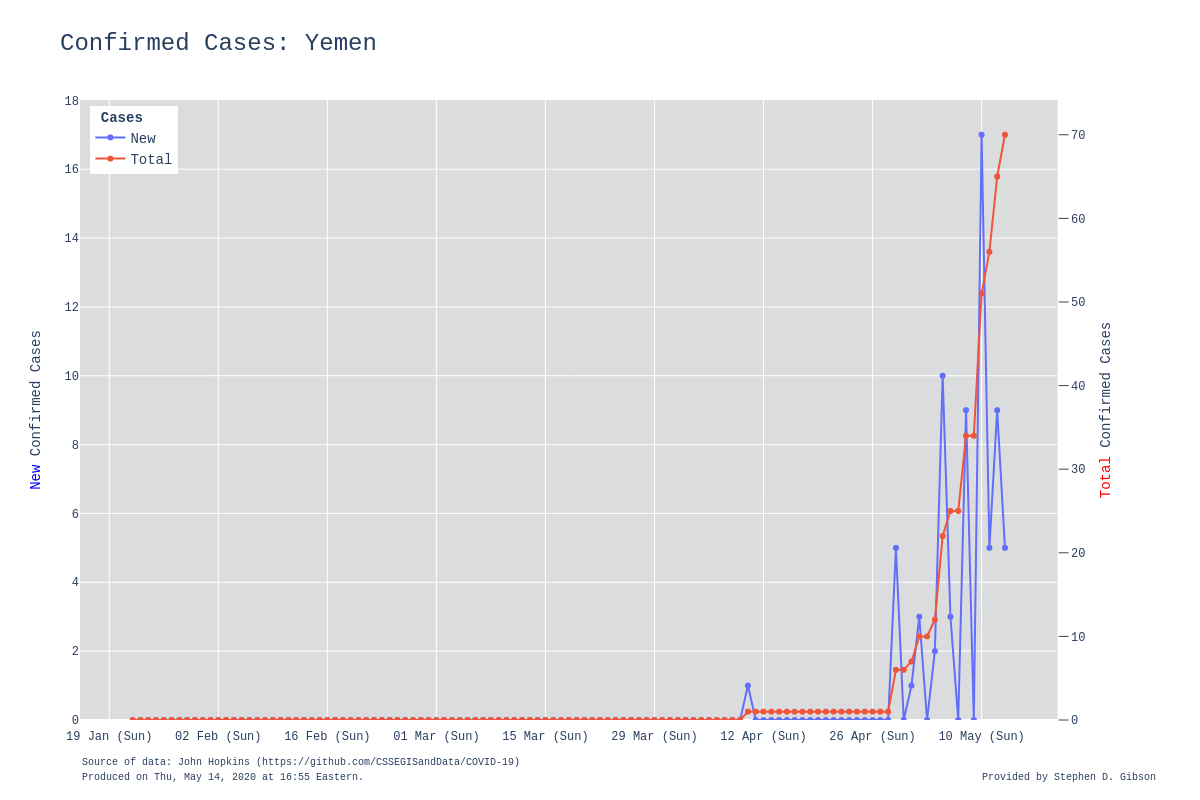 Confirmed Cases: Yemen
Cases
New
Total
18
16
14
12
10
8
6
4
2
0
New Confirmed Cases
70
60
50
40
30
20
10
0
Total Confirmed Cases
19 Jan (Sun) 02 Feb (Sun) 16 Feb (Sun) 01 Mar (Sun) 15 Mar (Sun) 29 Mar (Sun) 12 Apr (Sun) 26 Apr (Sun) 10 May (Sun)
Source of data: John Hopkins (https://github.com/CSSEGISandData/COVID-19)
Produced on Thu, May 14, 2020 at 16:55 Eastern.
Provided by Stephen D. Gibson